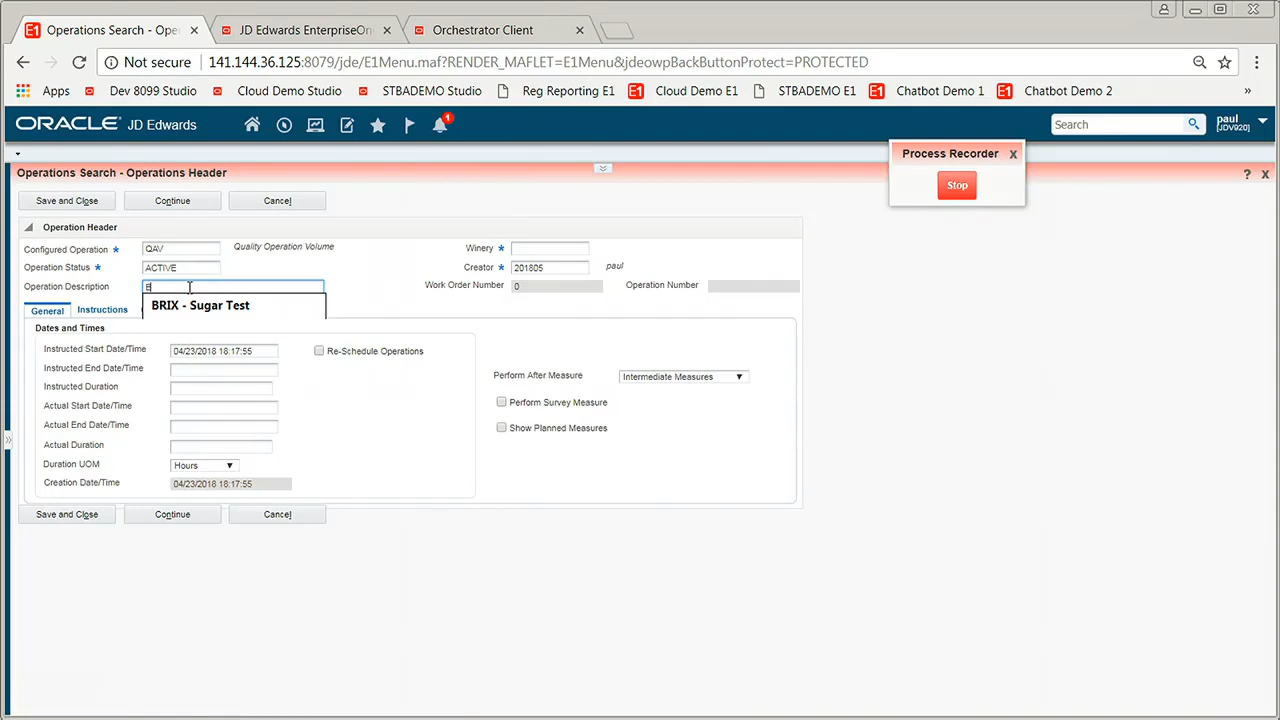 Operations Search - Ope
JD Edwards EnterpriseOn
Orchestrator Client
Not secure
141.144.36.125:8079/jde/E1Menu.maf?RENDER_MAFLET=E1Menu&jdeowpBackButtonProtect=PROTECTED
Apps
Dev 8099 Studio
Cloud Demo Studio
STBADEMO Studio
Reg Reporting E1
Cloud Demo E1
STBADEMO E1
Chatbot Demo 1
Chatbot Demo 2
ORACLE JD Edwards
1
Search
paul
[JDV920]
Process Recorder X
Stop
Operations Search - Operations Header
? X
Save and Close
Continue
Cancel
Operation Header
Configured Operation * QAV Quality Operation Volume
Winery *
Operation Status * ACTIVE
Creator * 201805 paul
Operation Description
Work Order Number 0
Operation Number
BRIX - Sugar Test
General
Instructions
Dates and Times
Instructed Start Date/Time 04/23/2018 18:17:55
Re-Schedule Operations
Instructed End Date/Time
Perform After Measure Intermediate Measures
Instructed Duration
Actual Start Date/Time
Perform Survey Measure
Actual End Date/Time
Show Planned Measures
Actual Duration
Duration UOM Hours
Creation Date/Time 04/23/2018 18:17:55
Save and Close
Continue
Cancel